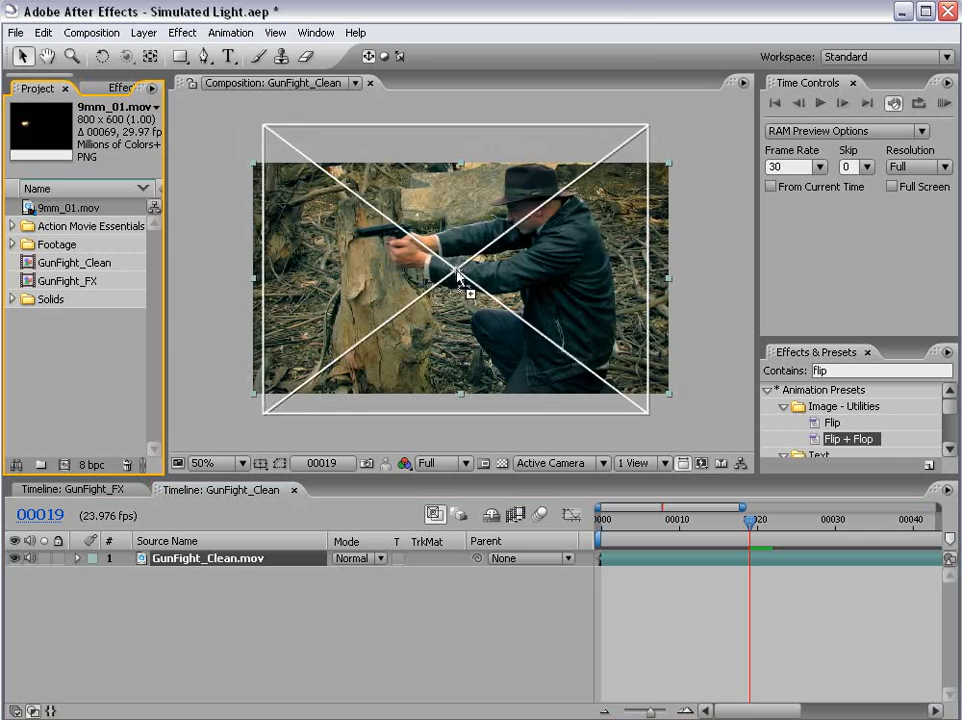 Adobe After Effects - Simulated Light.aep *
File Edit Composition Layer Effect Animation View Window Help
Workspace: Standard
Project × Effec
Composition: GunFight_Clean
Time Controls ×
9mm_01.mov
800 x 600 (1.00)
Δ 00069, 29.97 fp
Millions of Colors+
PNG
RAM Preview Options
Frame Rate Skip Resolution
30 0 Full
From Current Time Full Screen
Name
9mm_01.mov
Action Movie Essentials
Footage
GunFight_Clean
GunFight_FX
Solids
Effects & Presets ×
Contains: flip
* Animation Presets
Image - Utilities
Flip
Flip + Flop
Text
8 bpc
50% 00019 Full Active Camera 1 View
Timeline: GunFight_FX Timeline: GunFight_Clean ×
00019 (23.976 fps)
0000 00010 020 00030 00040
# Source Name Mode T TrkMat Parent
1 GunFight_Clean.mov Normal None